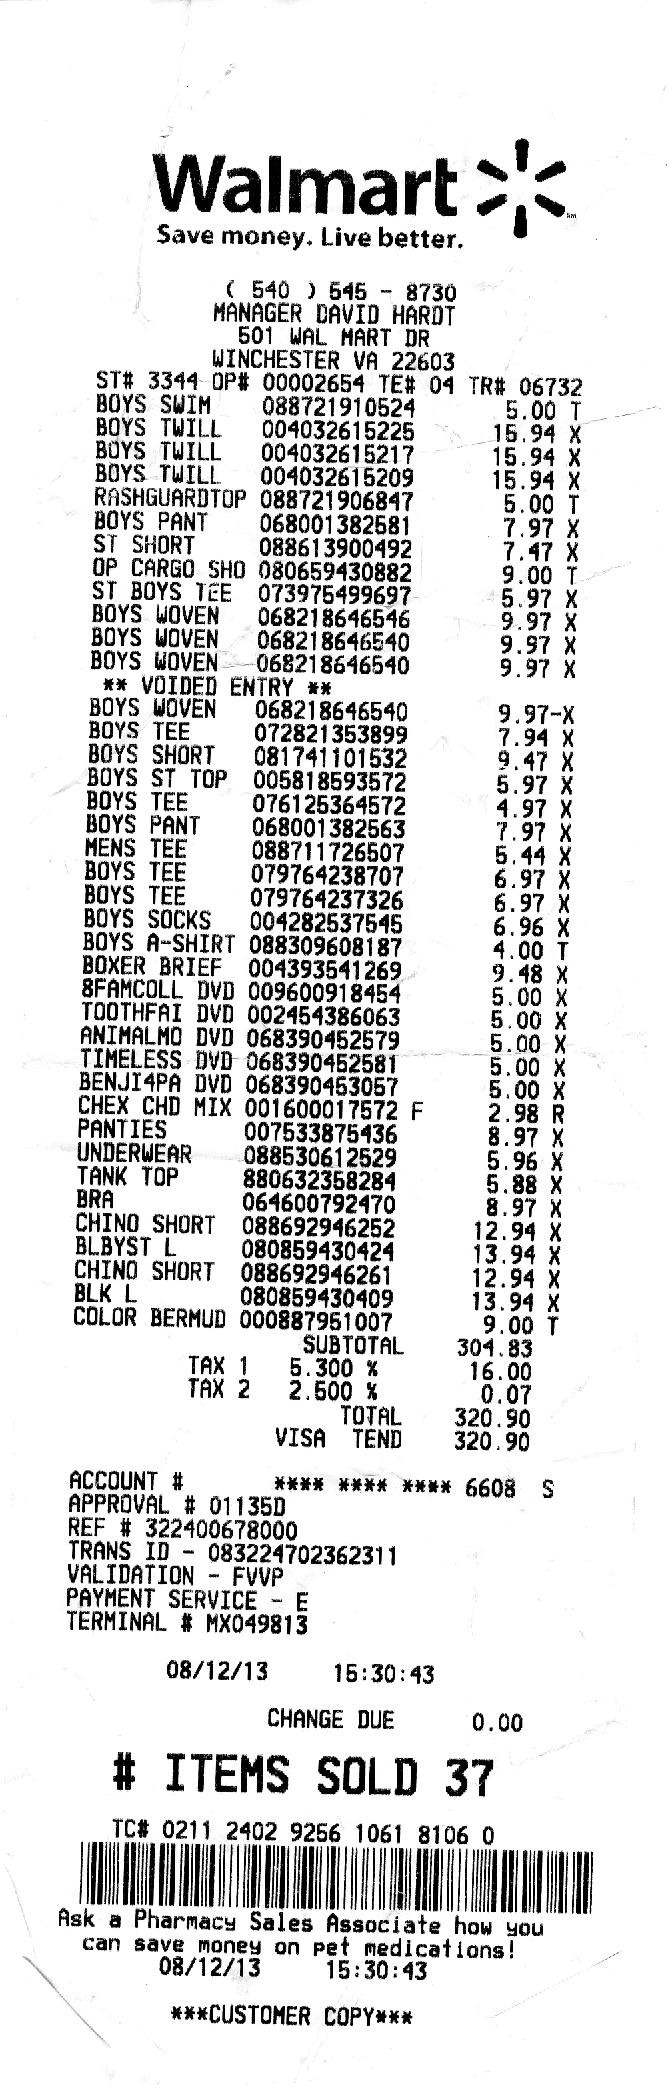 Walmart
Save money. Live better.
( 540 ) 545 - 8730
MANAGER DAVID HARDT
501 WAL MART DR
WINCHESTER VA 22603
ST# 3344 OP# 00002654 TE# 04 TR# 06732
BOYS SWIM 088721910524 5.00 T
BOYS TWILL 004032615225 15.94 X
BOYS TWILL 004032615217 15.94 X
BOYS TWILL 004032615209 15.94 X
RASHGUARDTOP 088721906847 5.00 T
BOYS PANT 068001382581 7.97 X
ST SHORT 088613900492 7.47 X
OP CARGO SHO 080659430882 9.00 T
ST BOYS TEE 073975499697 5.97 X
BOYS WOVEN 068218646546 9.97 X
BOYS WOVEN 068218646540 9.97 X
BOYS WOVEN 068218646540 9.97 X
** VOIDED ENTRY **
BOYS WOVEN 068218646540 9.97-X
BOYS TEE 072821353899 7.94 X
BOYS SHORT 081741101532 9.47 X
BOYS ST TOP 005818593572 5.97 X
BOYS TEE 076125364572 4.97 X
BOYS PANT 068001382563 7.97 X
MENS TEE 088711726507 5.44 X
BOYS TEE 079764238707 6.97 X
BOYS TEE 079764237326 6.97 X
BOYS SOCKS 004282537545 6.96 X
BOYS A-SHIRT 088309608187 4.00 T
BOXER BRIEF 004393541269 9.48 X
8FAMCOLL DVD 009600918454 5.00 X
TOOTHFAI DVD 002454386063 5.00 X
ANIMALMO DVD 068390452579 5.00 X
TIMELESS DVD 068390452581 5.00 X
BENJI4PA DVD 068390453057 5.00 X
CHEX CHD MIX 001600017572 F 2.98 R
PANTIES 007533875436 8.97 X
UNDERWEAR 088530612529 5.96 X
TANK TOP 880632358284 5.88 X
BRA 064600792470 8.97 X
CHINO SHORT 088692946252 12.94 X
BLBYST L 080859430424 13.94 X
CHINO SHORT 088692946261 12.94 X
BLK L 080859430409 13.94 X
COLOR BERMUD 000887951007 9.00 T
SUBTOTAL 304.83
TAX 1 5.300 % 16.00
TAX 2 2.500 % 0.07
TOTAL 320.90
VISA TEND 320.90
ACCOUNT # **** **** **** 6608 S
APPROVAL # 01135D
REF # 322400678000
TRANS ID - 083224702362311
VALIDATION - FVVP
PAYMENT SERVICE - E
TERMINAL # MX049813
08/12/13 15:30:43
CHANGE DUE 0.00
# ITEMS SOLD 37
TC# 0211 2402 9256 1061 8106 0
Ask a Pharmacy Sales Associate how you
can save money on pet medications!
08/12/13 15:30:43
***CUSTOMER COPY***